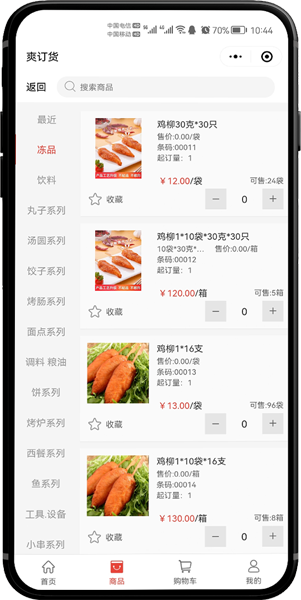 中国电信 HD
中国移动 HD
70% 10:44
爽订货
返回
搜索商品
最近
冻品
饮料
丸子系列
汤圆系列
饺子系列
烤肠系列
面点系列
调料 粮油
饼系列
烤炉系列
西餐系列
鱼系列
工具.设备
小串系列
鸡柳30克*30只
售价:0.00/袋
条码:00011
起订量：1
￥12.00/袋
可售:24袋
收藏
0
鸡柳1*10袋*30克*30只
10袋*30克*... 售价:0.00/箱
条码:00012
起订量：1
￥120.00/箱
可售:5箱
收藏
0
鸡柳1*16支
售价:0.00/袋
条码:00013
起订量：1
￥13.00/袋
可售:96袋
收藏
0
鸡柳1*10袋*16支
售价:0.00/箱
条码:00014
起订量：1
￥130.00/箱
可售:8箱
收藏
0
首页
商品
购物车
我的